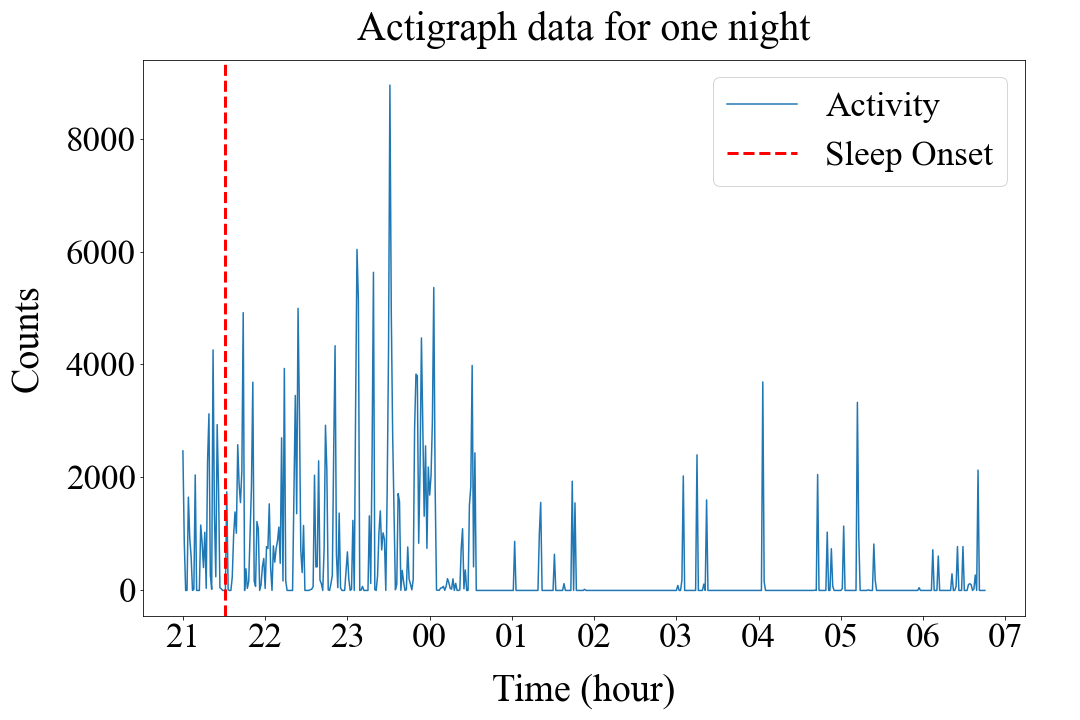 Actigraph data for one night
Activity
Sleep Onset
8000
6000
4000
2000
0
Counts
21 22 23 00 01 02 03 04 05 06 07
Time (hour)